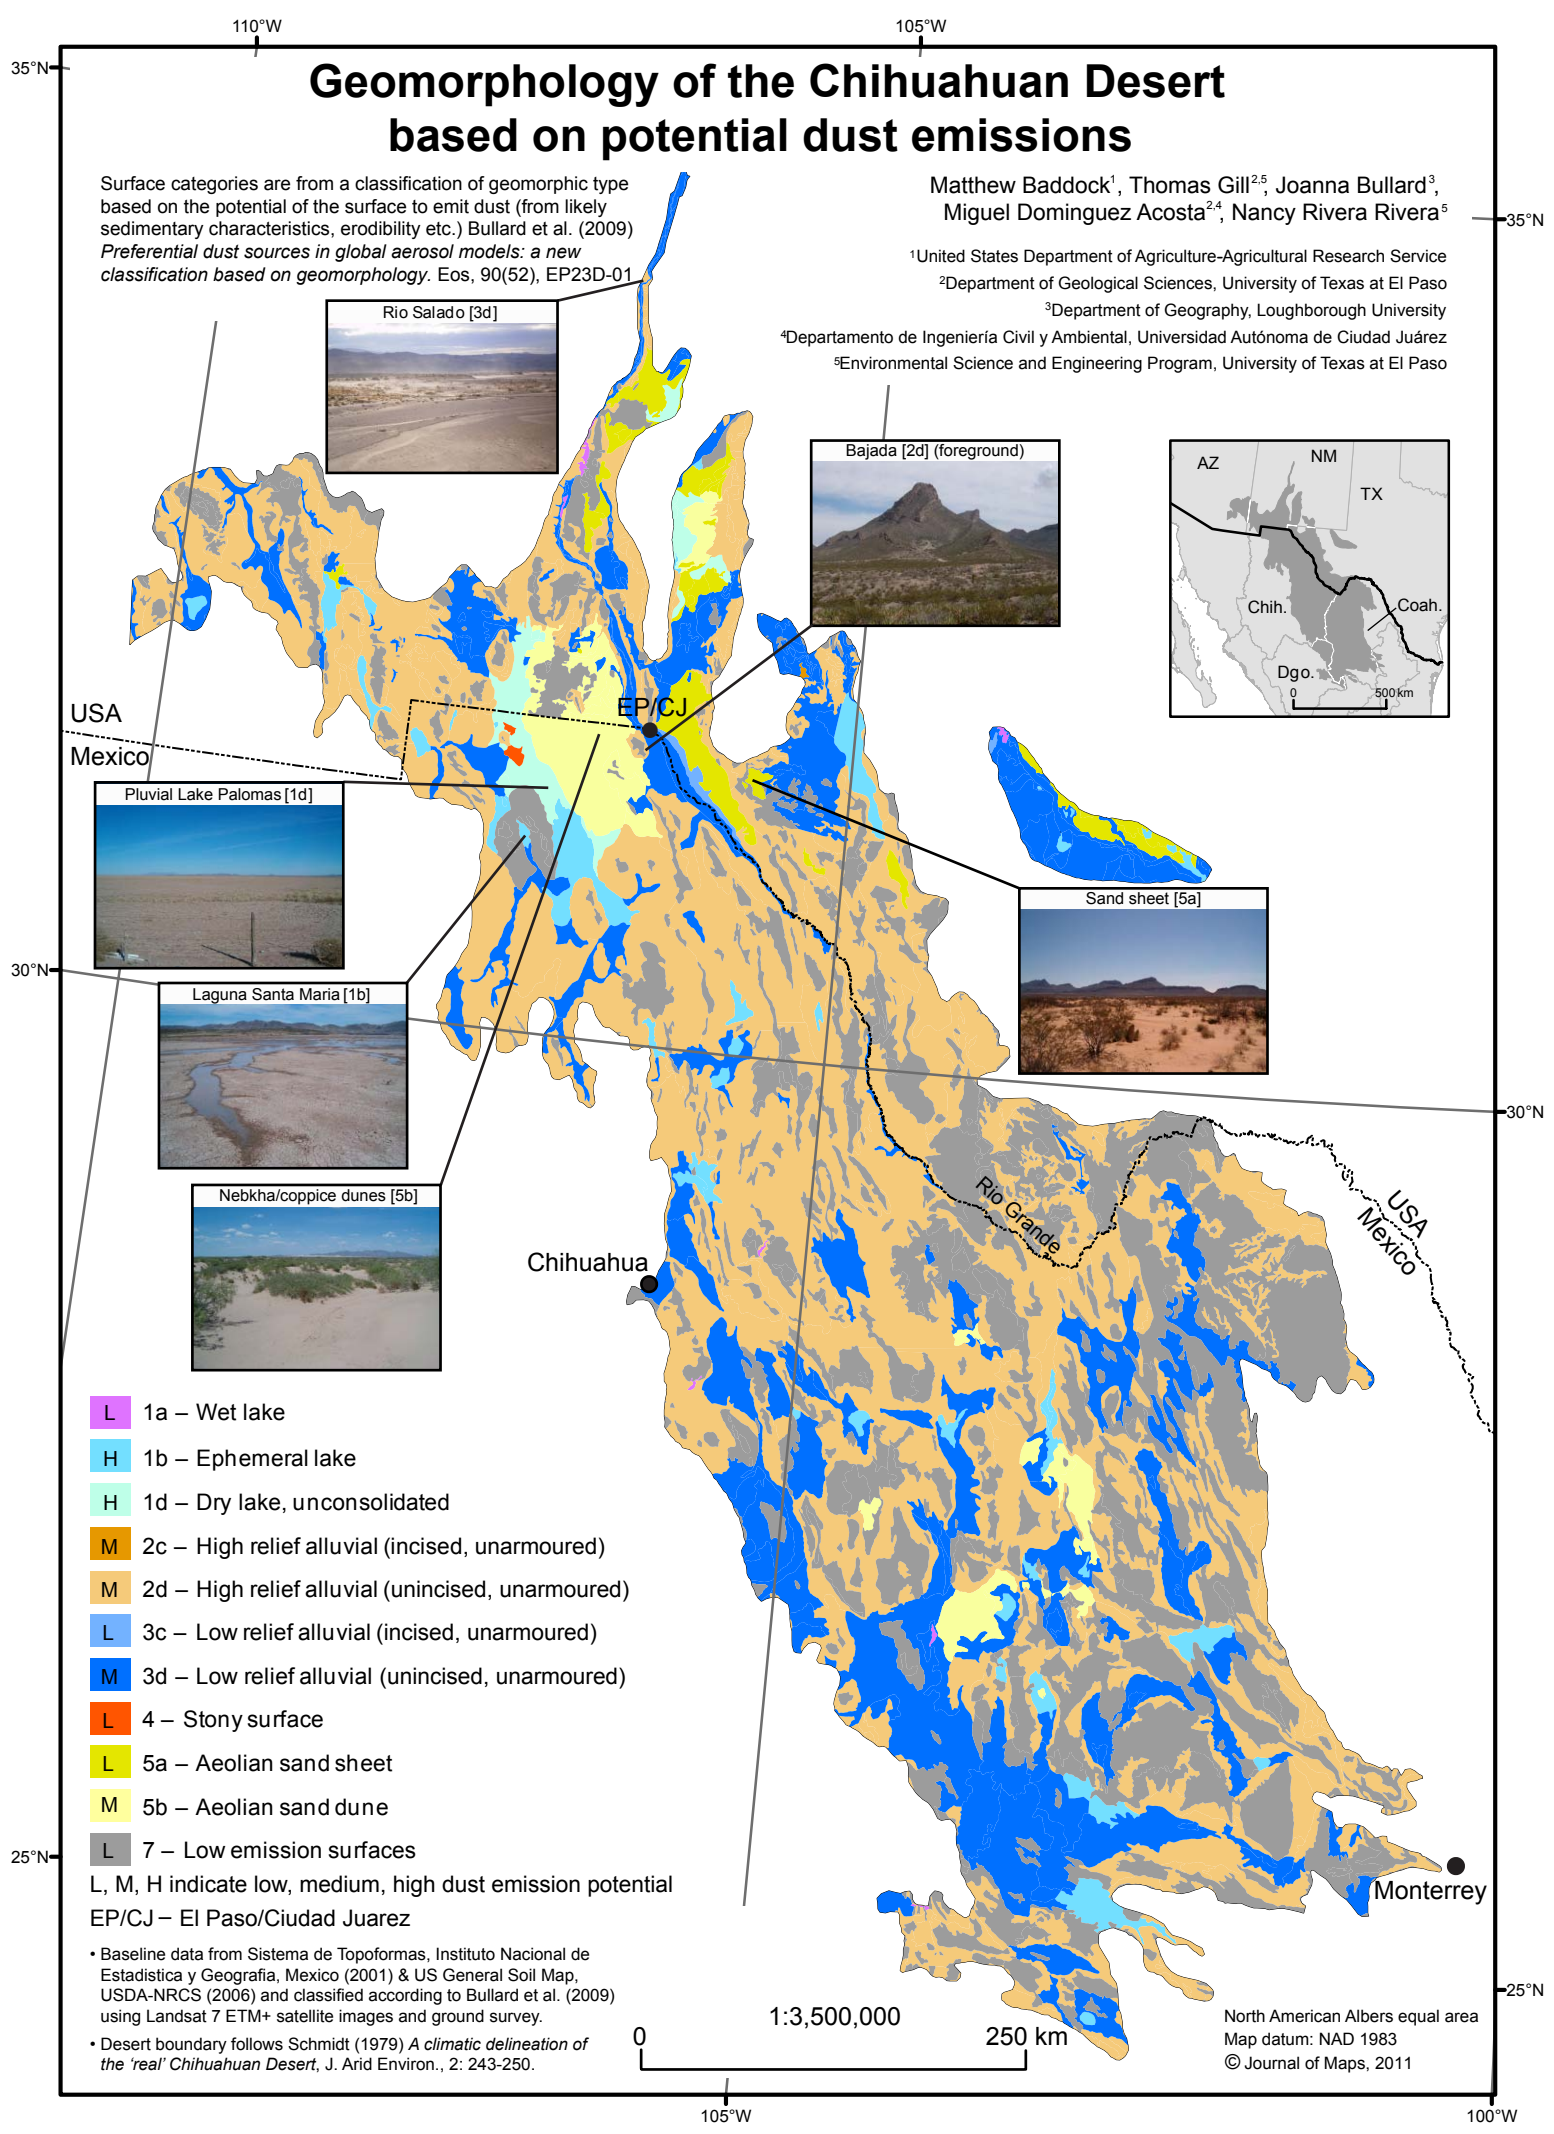 110°W
105°W
35°N
Geomorphology of the Chihuahuan Desert
based on potential dust emissions
Surface categories are from a classification of geomorphic type
based on the potential of the surface to emit dust (from likely
sedimentary characteristics, erodibility etc.) Bullard et al. (2009)
Preferential dust sources in global aerosol models: a new
classification based on geomorphology. Eos, 90(52), EP23D-01
Matthew Baddock1, Thomas Gill2,5, Joanna Bullard3,
Miguel Dominguez Acosta2,4, Nancy Rivera Rivera5
35°N
1United States Department of Agriculture-Agricultural Research Service
2Department of Geological Sciences, University of Texas at El Paso
3Department of Geography, Loughborough University
4Departamento de Ingeniería Civil y Ambiental, Universidad Autónoma de Ciudad Juárez
5Environmental Science and Engineering Program, University of Texas at El Paso
Rio Salado [3d]
Bajada [2d] (foreground)
AZ
NM
TX
Chih.
Coah.
Dgo.
0
500 km
USA
Mexico
EP/CJ
Pluvial Lake Palomas [1d]
Sand sheet [5a]
30°N
Laguna Santa Maria [1b]
30°N
Nebkha/coppice dunes [5b]
Rio Grande
USA
Mexico
Chihuahua
L 1a – Wet lake
H 1b – Ephemeral lake
H 1d – Dry lake, unconsolidated
M 2c – High relief alluvial (incised, unarmoured)
M 2d – High relief alluvial (unincised, unarmoured)
L 3c – Low relief alluvial (incised, unarmoured)
M 3d – Low relief alluvial (unincised, unarmoured)
L 4 – Stony surface
L 5a – Aeolian sand sheet
M 5b – Aeolian sand dune
L 7 – Low emission surfaces
25°N
L, M, H indicate low, medium, high dust emission potential
EP/CJ – El Paso/Ciudad Juarez
Monterrey
• Baseline data from Sistema de Topoformas, Instituto Nacional de
Estadistica y Geografia, Mexico (2001) & US General Soil Map,
USDA-NRCS (2006) and classified according to Bullard et al. (2009)
using Landsat 7 ETM+ satellite images and ground survey.
• Desert boundary follows Schmidt (1979) A climatic delineation of
the ‘real’ Chihuahuan Desert, J. Arid Environ., 2: 243-250.
1:3,500,000
0
250 km
25°N
North American Albers equal area
Map datum: NAD 1983
© Journal of Maps, 2011
105°W
100°W